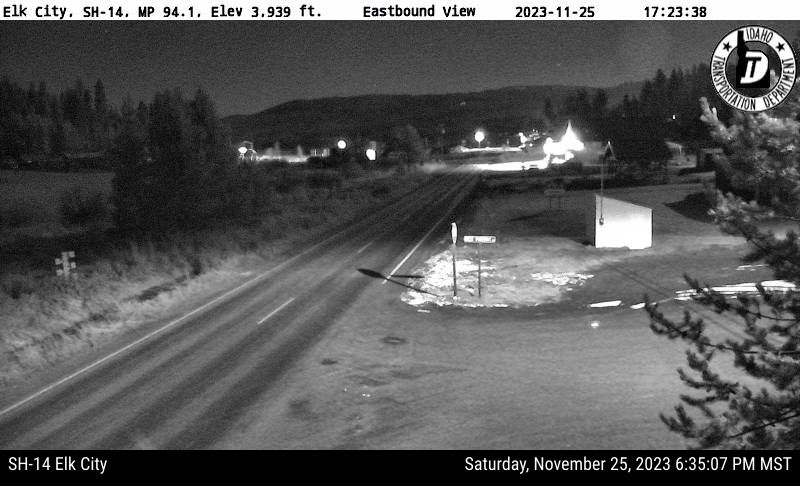 Elk City, SH-14, MP 94.1, Elev 3,939 ft. Eastbound View 2023-11-25 17:23:38
IDAHO
TRANSPORTATION DEPARTMENT
SH-14 Elk City Saturday, November 25, 2023 6:35:07 PM MST